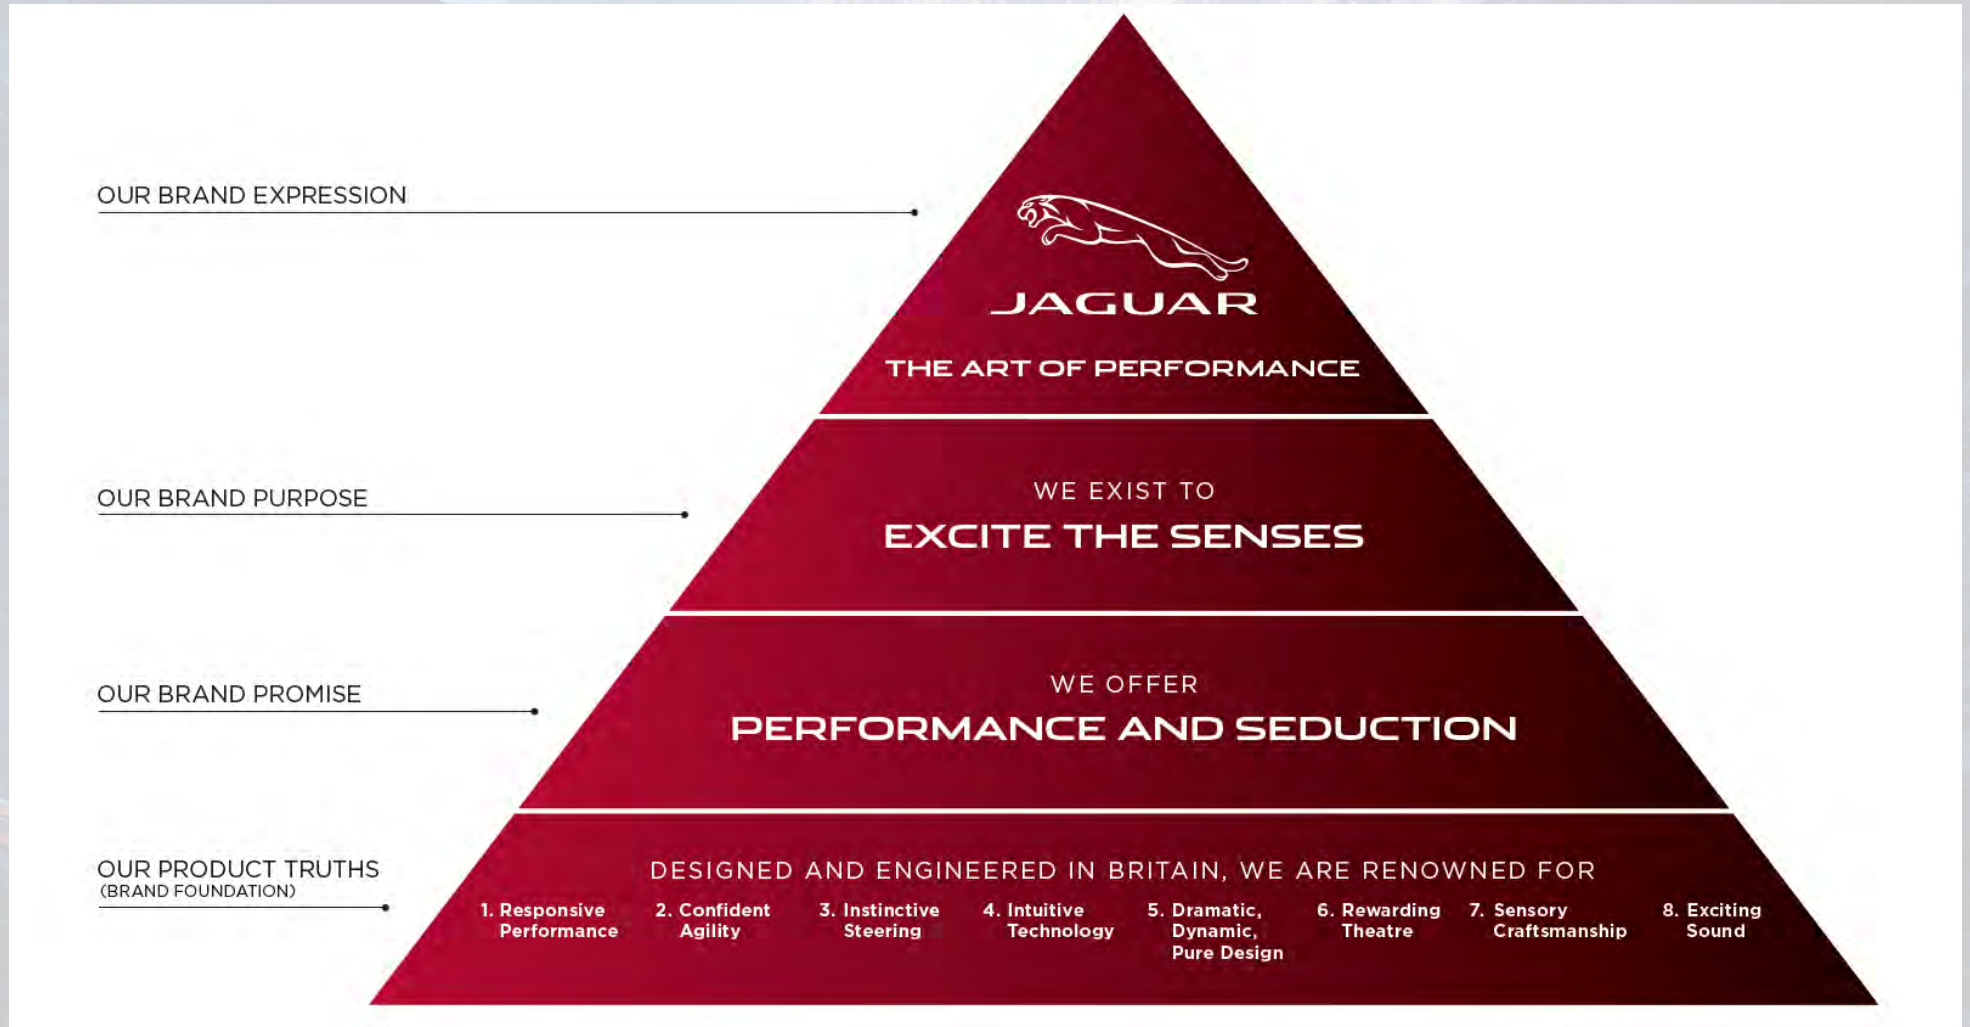 OUR BRAND EXPRESSION
JAGUAR
THE ART OF PERFORMANCE
OUR BRAND PURPOSE
WE EXIST TO
EXCITE THE SENSES
OUR BRAND PROMISE
WE OFFER
PERFORMANCE AND SEDUCTION
OUR PRODUCT TRUTHS
(BRAND FOUNDATION)
DESIGNED AND ENGINEERED IN BRITAIN, WE ARE RENOWNED FOR
1. Responsive
Performance
2. Confident
Agility
3. Instinctive
Steering
4. Intuitive
Technology
5. Dramatic,
Dynamic,
Pure Design
6. Rewarding
Theatre
7. Sensory
Craftsmanship
8. Exciting
Sound